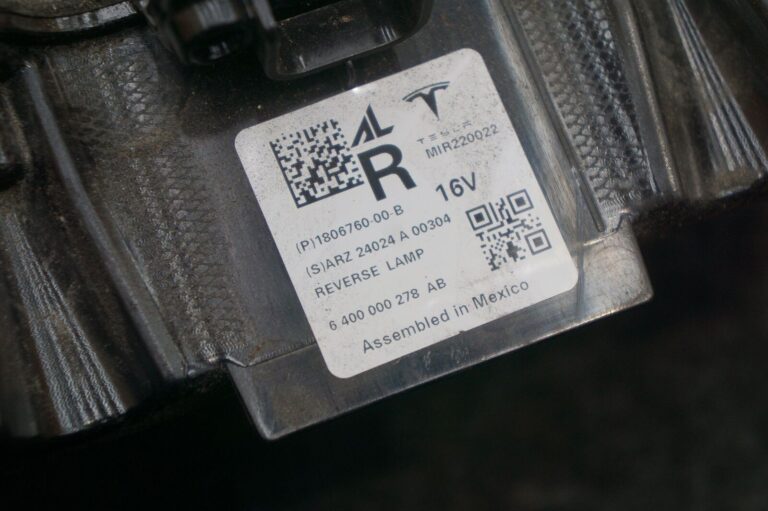 AL
R
TESLA
MIR220022
16V
(P)1806760-00-B
(S)ARZ 24024 A 00304
REVERSE LAMP
6 400 000 278 AB
Assembled in Mexico